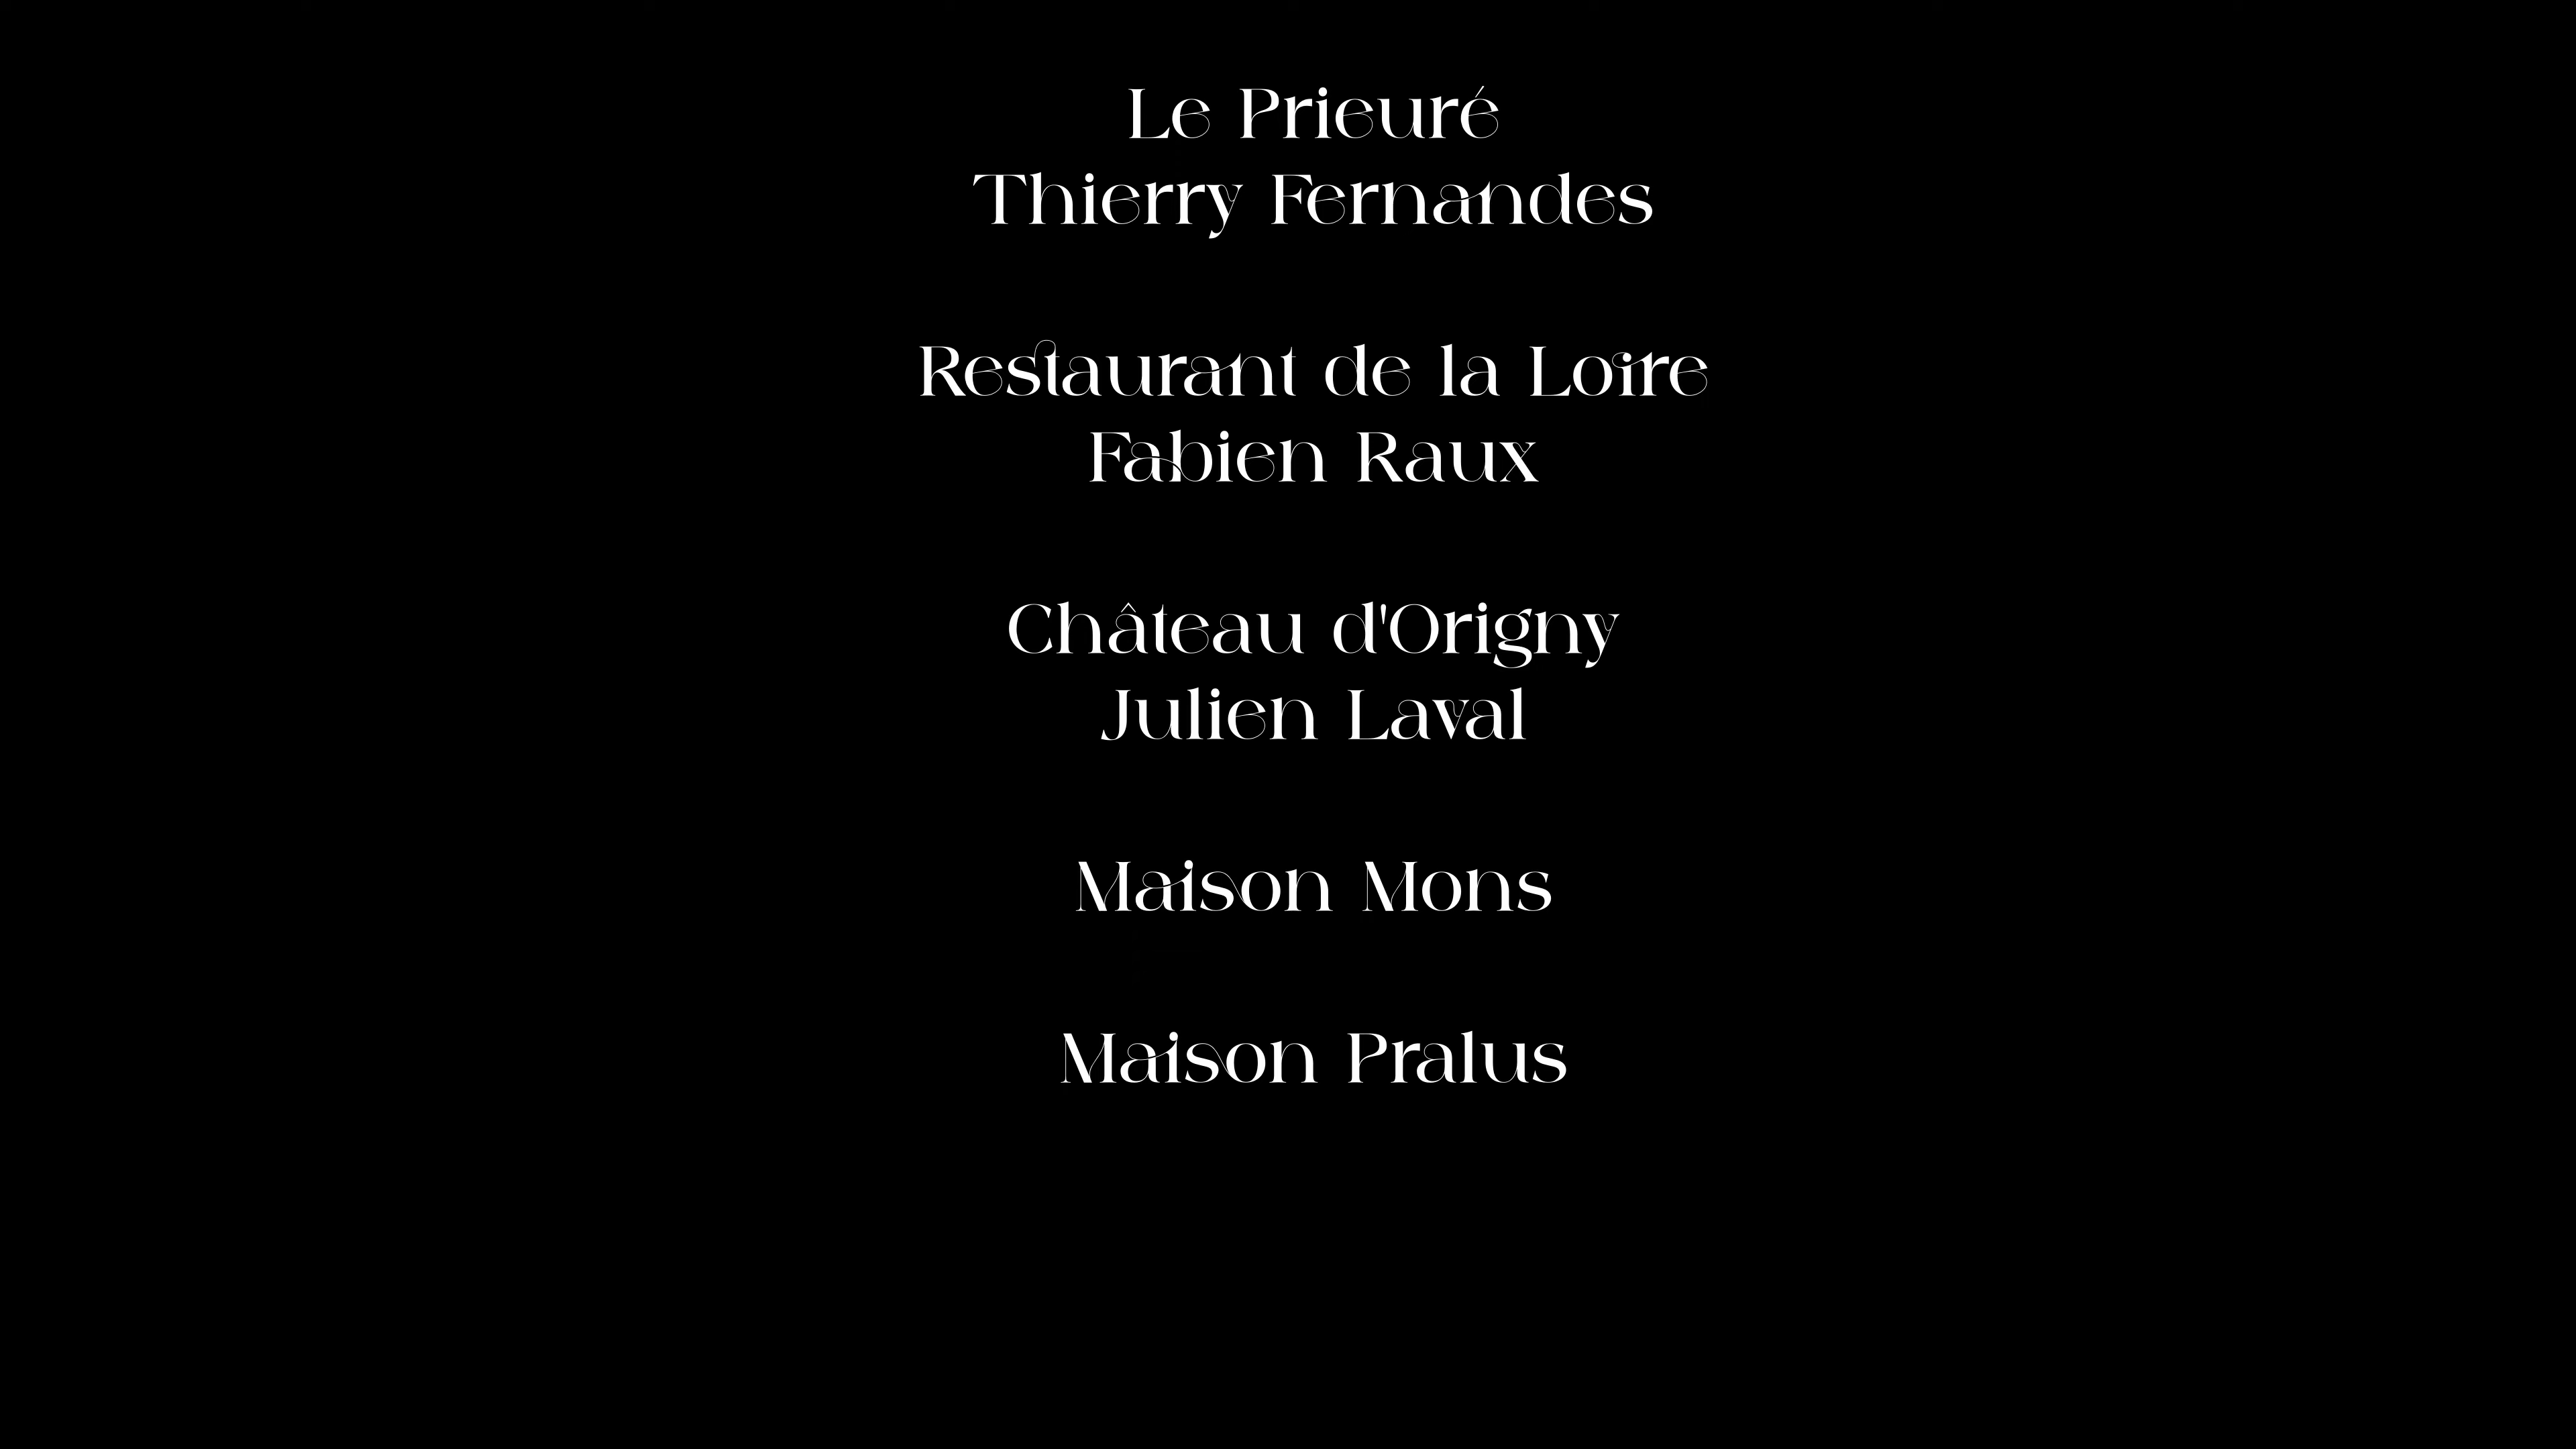 Le Prieuré
Thierry Fernandes
Restaurant de la Loire
Fabien Raux
Château d'Origny
Julien Laval
Maison Mons
Maison Pralus